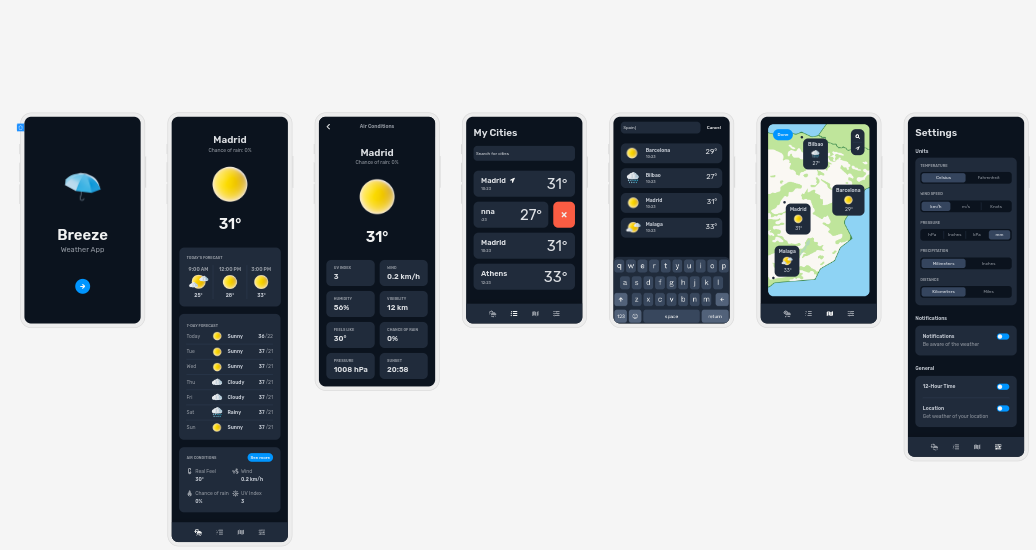 Breeze
Weather App
Madrid
Chance of rain: 0%
31°
TODAY'S FORECAST
9:00 AM 12:00 PM 2:00 PM
25° 28° 33°
7-DAY FORECAST
Today Sunny 36/22
Tue Sunny 37/21
Wed Sunny 37/21
Thu Cloudy 37/21
Fri Cloudy 37/21
Sat Rainy 37/21
Sun Sunny 37/21
AIR CONDITIONS See more
Real Feel Wind
30° 0.2 km/h
Chance of rain UV Index
0% 3
Air Conditions
Madrid
Chance of rain: 0%
31°
UV INDEX WIND
3 0.2 km/h
HUMIDITY VISIBILITY
56% 12 km
FEELS LIKE CHANCE OF RAIN
30° 0%
PRESSURE SUNSET
1008 hPa 20:58
My Cities
Search for cities
Madrid 31°
10:23
nna 27°
:23
Madrid 31°
10:23
Athens 33°
12:23
Spain| Cancel
Barcelona 29°
10:23
Bilbao 27°
10:23
Madrid 31°
10:23
Malaga 33°
10:23
q w e r t y u i o p
a s d f g h j k l
z x c v b n m
123 space return
Done
Bilbao
27°
Barcelona
29°
Madrid
31°
Malaga
33°
Settings
Units
TEMPERATURE
Celsius Fahrenheit
WIND SPEED
km/h m/s Knots
PRESSURE
hPa Inches kPa mm
PRECIPITATION
Milimeters Inches
DISTANCE
Kilometers Miles
Notifications
Notifications
Be aware of the weather
General
12-Hour Time
Location
Get weather of your location